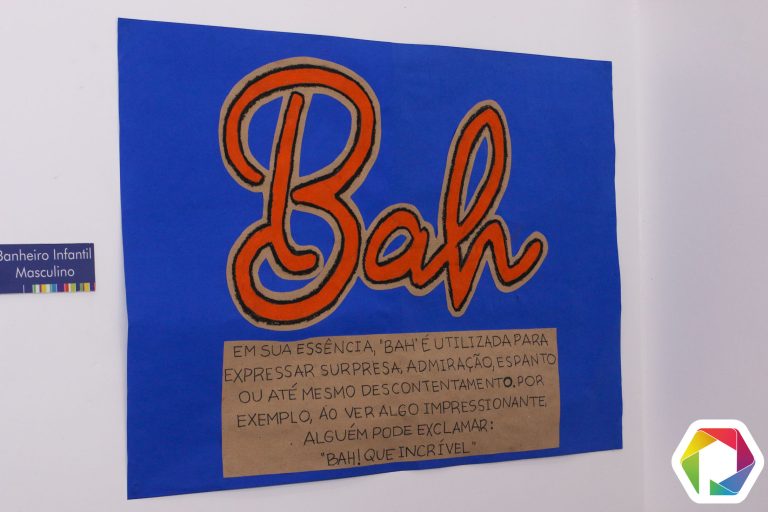 Banheiro Infantil
Masculino
Bah
EM SUA ESSÊNCIA, "BAH" É UTILIZADA PARA
EXPRESSAR SURPRESA, ADMIRAÇÃO, ESPANTO
OU ATÉ MESMO DESCONTENTAMENTO. POR
EXEMPLO, AO VER ALGO IMPRESSIONANTE,
ALGUÉM PODE EXCLAMAR:
"BAH! QUE INCRÍVEL"